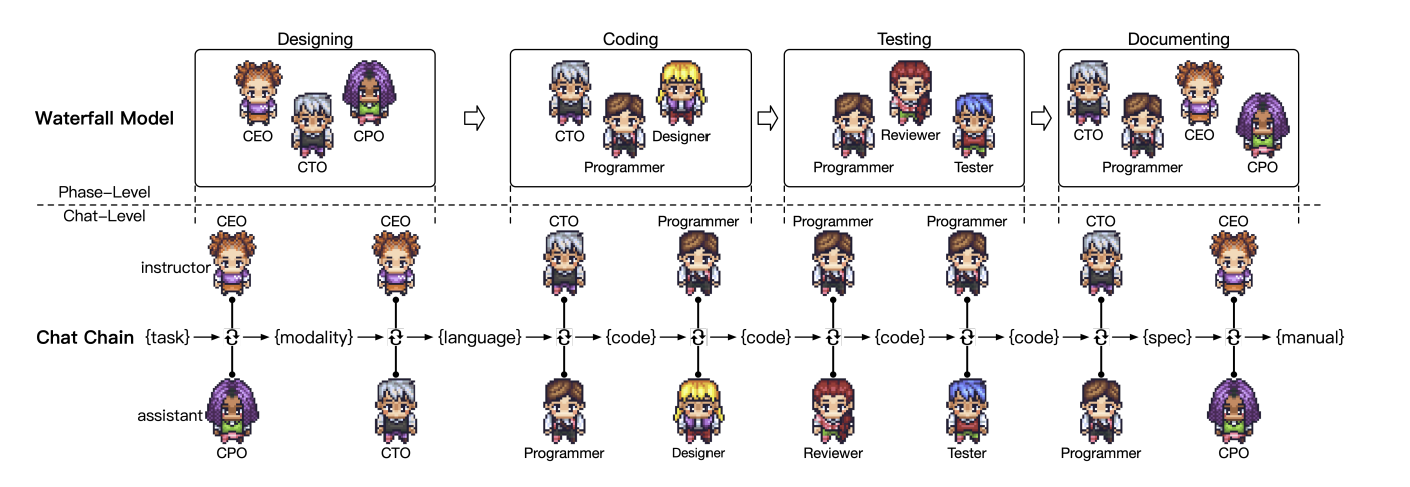 Designing Coding Testing Documenting
Waterfall Model
CEO CPO CTO
CTO Designer Programmer
Reviewer Programmer Tester
CTO CEO Programmer CPO
Phase-Level
Chat-Level
CEO CEO CTO Programmer Programmer Programmer CTO CEO
instructor
Chat Chain {task} {modality} {language} {code} {code} {code} {code} {spec} {manual}
assistant
CPO CTO Programmer Designer Reviewer Tester Programmer CPO